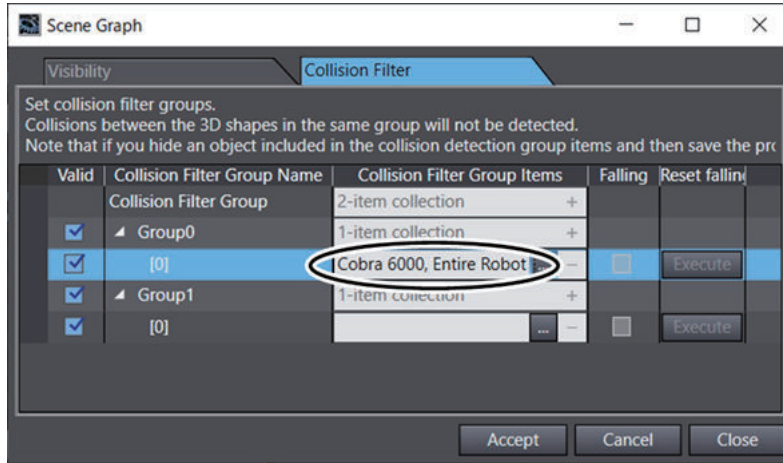 Scene Graph
Visibility
Collision Filter
Set collision filter groups.
Collisions between the 3D shapes in the same group will not be detected.
Note that if you hide an object included in the collision detection group items and then save the pro
Valid Collision Filter Group Name Collision Filter Group Items Falling Reset falling
Collision Filter Group 2-item collection +
Group0 1-item collection +
[0] Cobra 6000, Entire Robot ... − Execute
Group1 1-item collection +
[0] ... − Execute
Accept Cancel Close